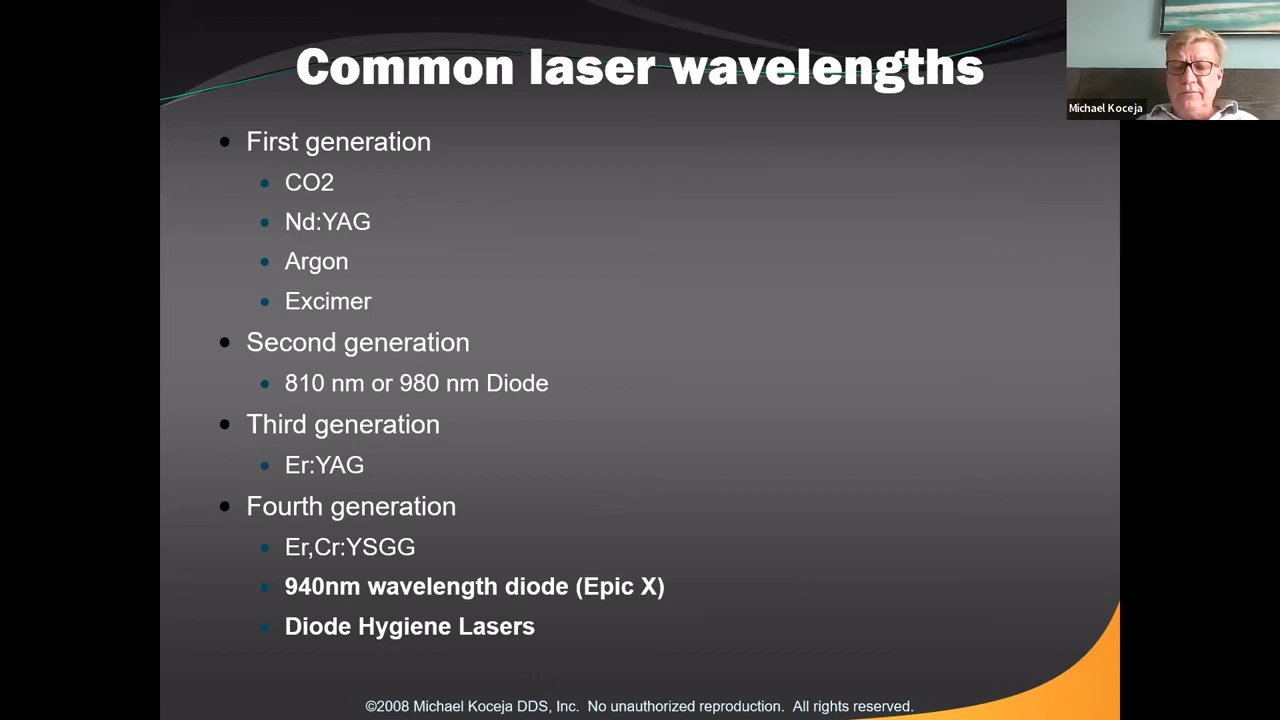 Common laser wavelengths
Michael Koceja
First generation
CO2
Nd:YAG
Argon
Excimer
Second generation
810 nm or 980 nm Diode
Third generation
Er:YAG
Fourth generation
Er,Cr:YSGG
940nm wavelength diode (Epic X)
Diode Hygiene Lasers
©2008 Michael Koceja DDS, Inc. No unauthorized reproduction. All rights reserved.